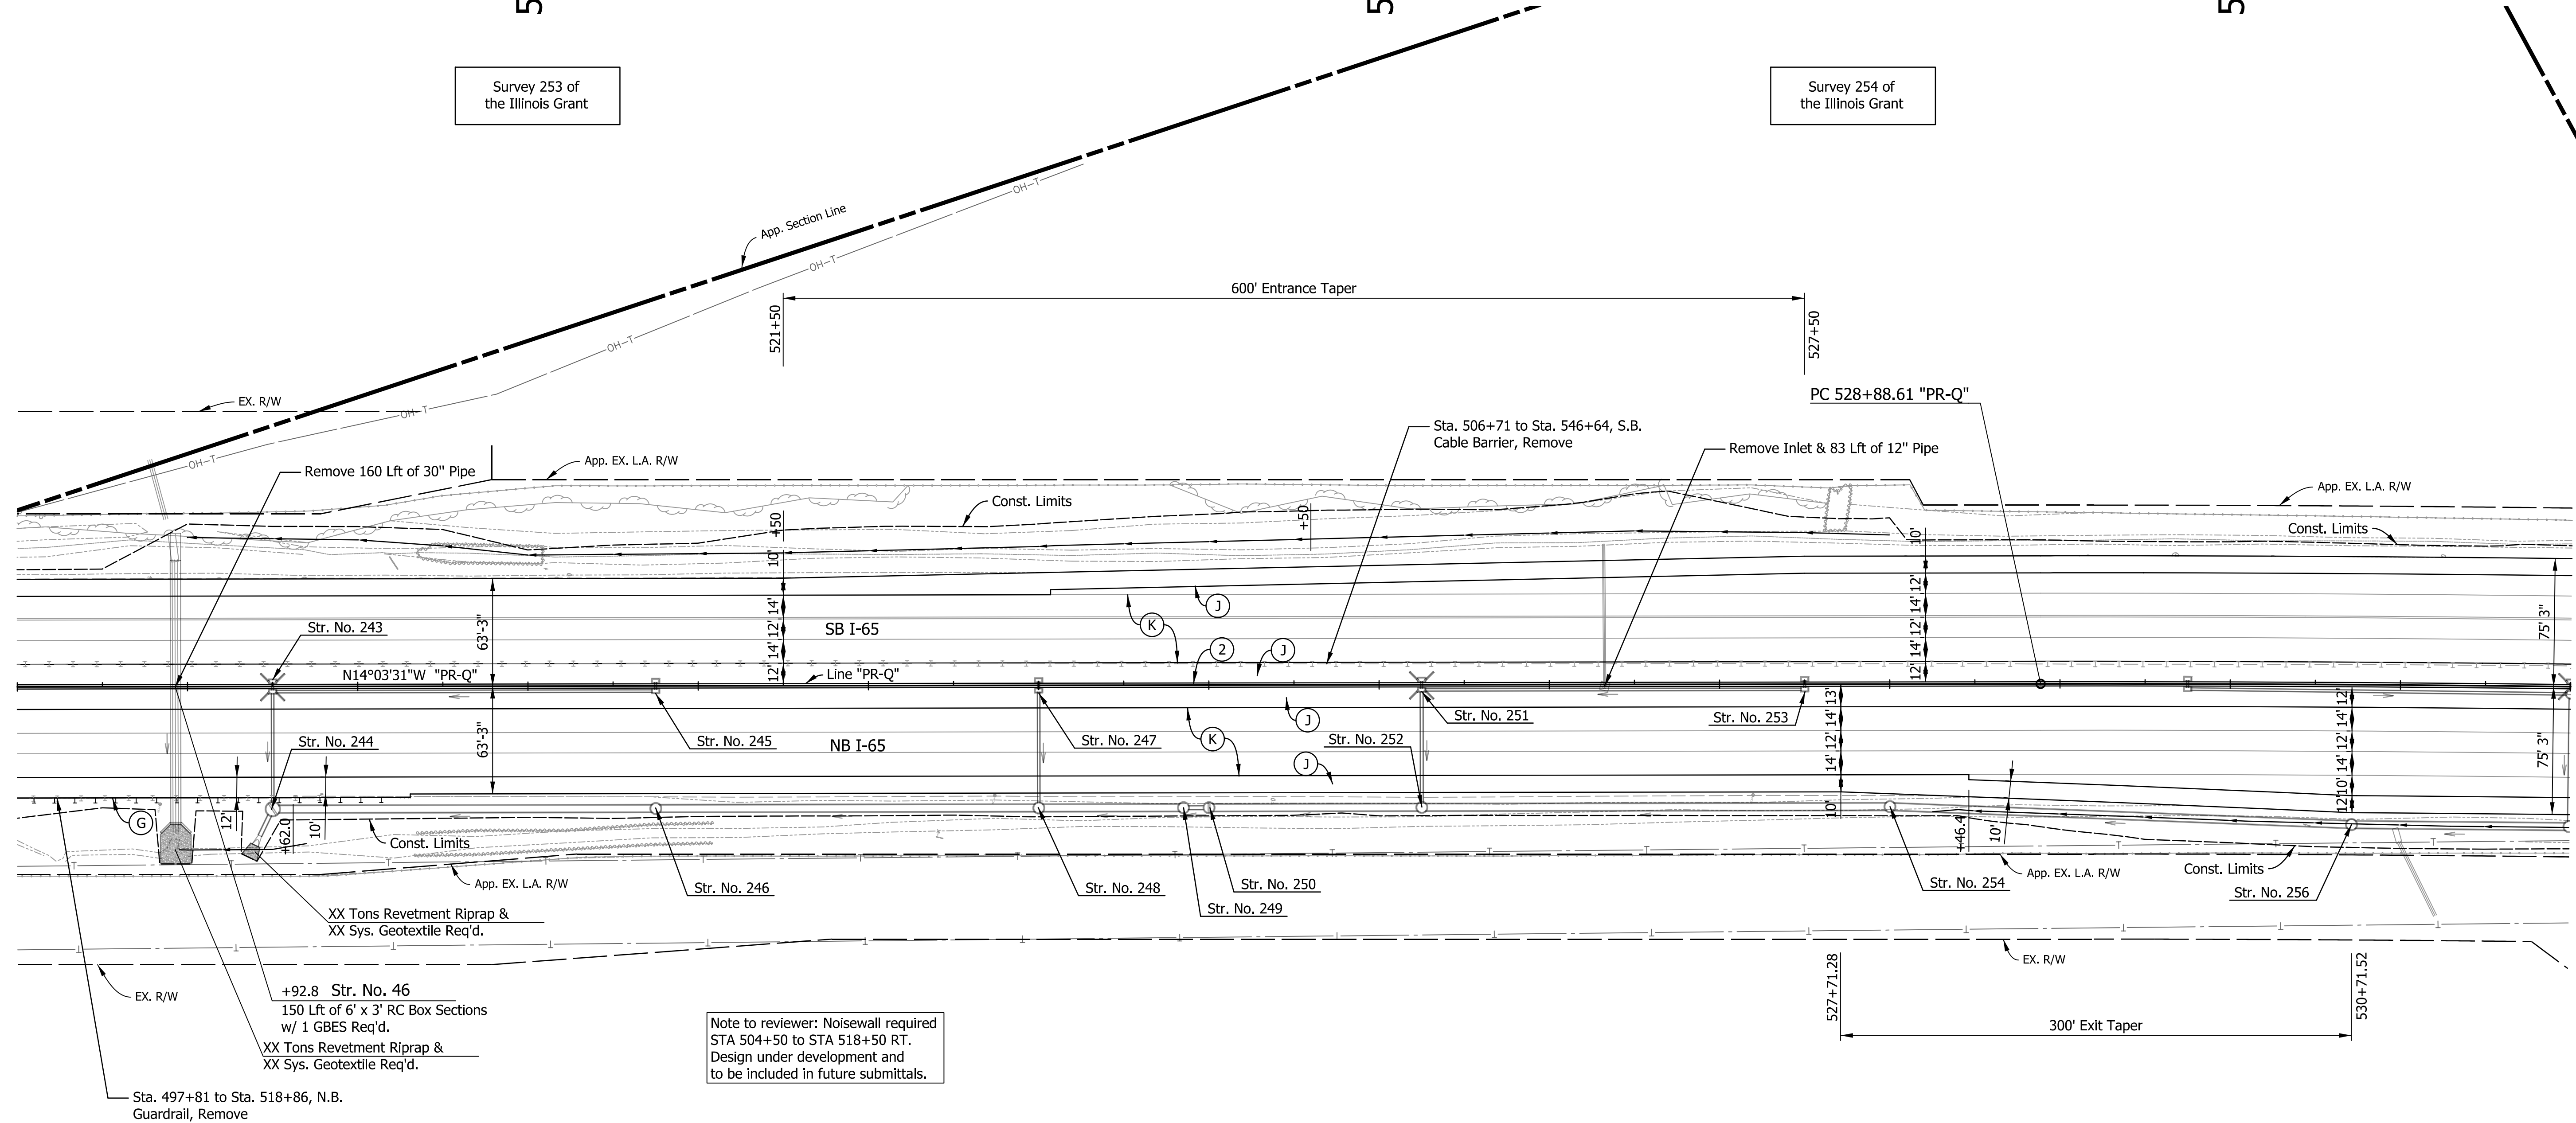 5
5
5
Survey 253 of
the Illinois Grant
Survey 254 of
the Illinois Grant
App. Section Line
OH-T
OH-T
OH-T
OH-T
OH-T
600' Entrance Taper
521+50
527+50
EX. R/W
PC 528+88.61 "PR-Q"
Sta. 506+71 to Sta. 546+64, S.B.
Cable Barrier, Remove
Remove Inlet & 83 Lft of 12" Pipe
Remove 160 Lft of 30" Pipe
App. EX. L.A. R/W
App. EX. L.A. R/W
Const. Limits
Const. Limits
+50
+50
10'
10'
63'-3"
12' 14' 12' 14'
12' 14' 12' 14' 12'
75' 3"
J
K
SB I-65
2
J
Str. No. 243
N14°03'31"W "PR-Q"
Line "PR-Q"
Str. No. 251
Str. No. 253
J
K
J
Str. No. 244
Str. No. 245
Str. No. 247
Str. No. 252
NB I-65
63'-3"
14' 12' 14' 13'
10'
12'10' 14' 12' 14' 12'
75' 3"
G
12'
+62.0
10'
Const. Limits
+46.4
10'
Const. Limits
App. EX. L.A. R/W
App. EX. L.A. R/W
Str. No. 246
Str. No. 248
Str. No. 250
Str. No. 249
Str. No. 254
Str. No. 256
XX Tons Revetment Riprap &
XX Sys. Geotextile Req'd.
EX. R/W
EX. R/W
+92.8 Str. No. 46
150 Lft of 6' x 3' RC Box Sections
w/ 1 GBES Req'd.
XX Tons Revetment Riprap &
XX Sys. Geotextile Req'd.
Note to reviewer: Noisewall required
STA 504+50 to STA 518+50 RT.
Design under development and
to be included in future submittals.
527+71.28
530+71.52
300' Exit Taper
Sta. 497+81 to Sta. 518+86, N.B.
Guardrail, Remove